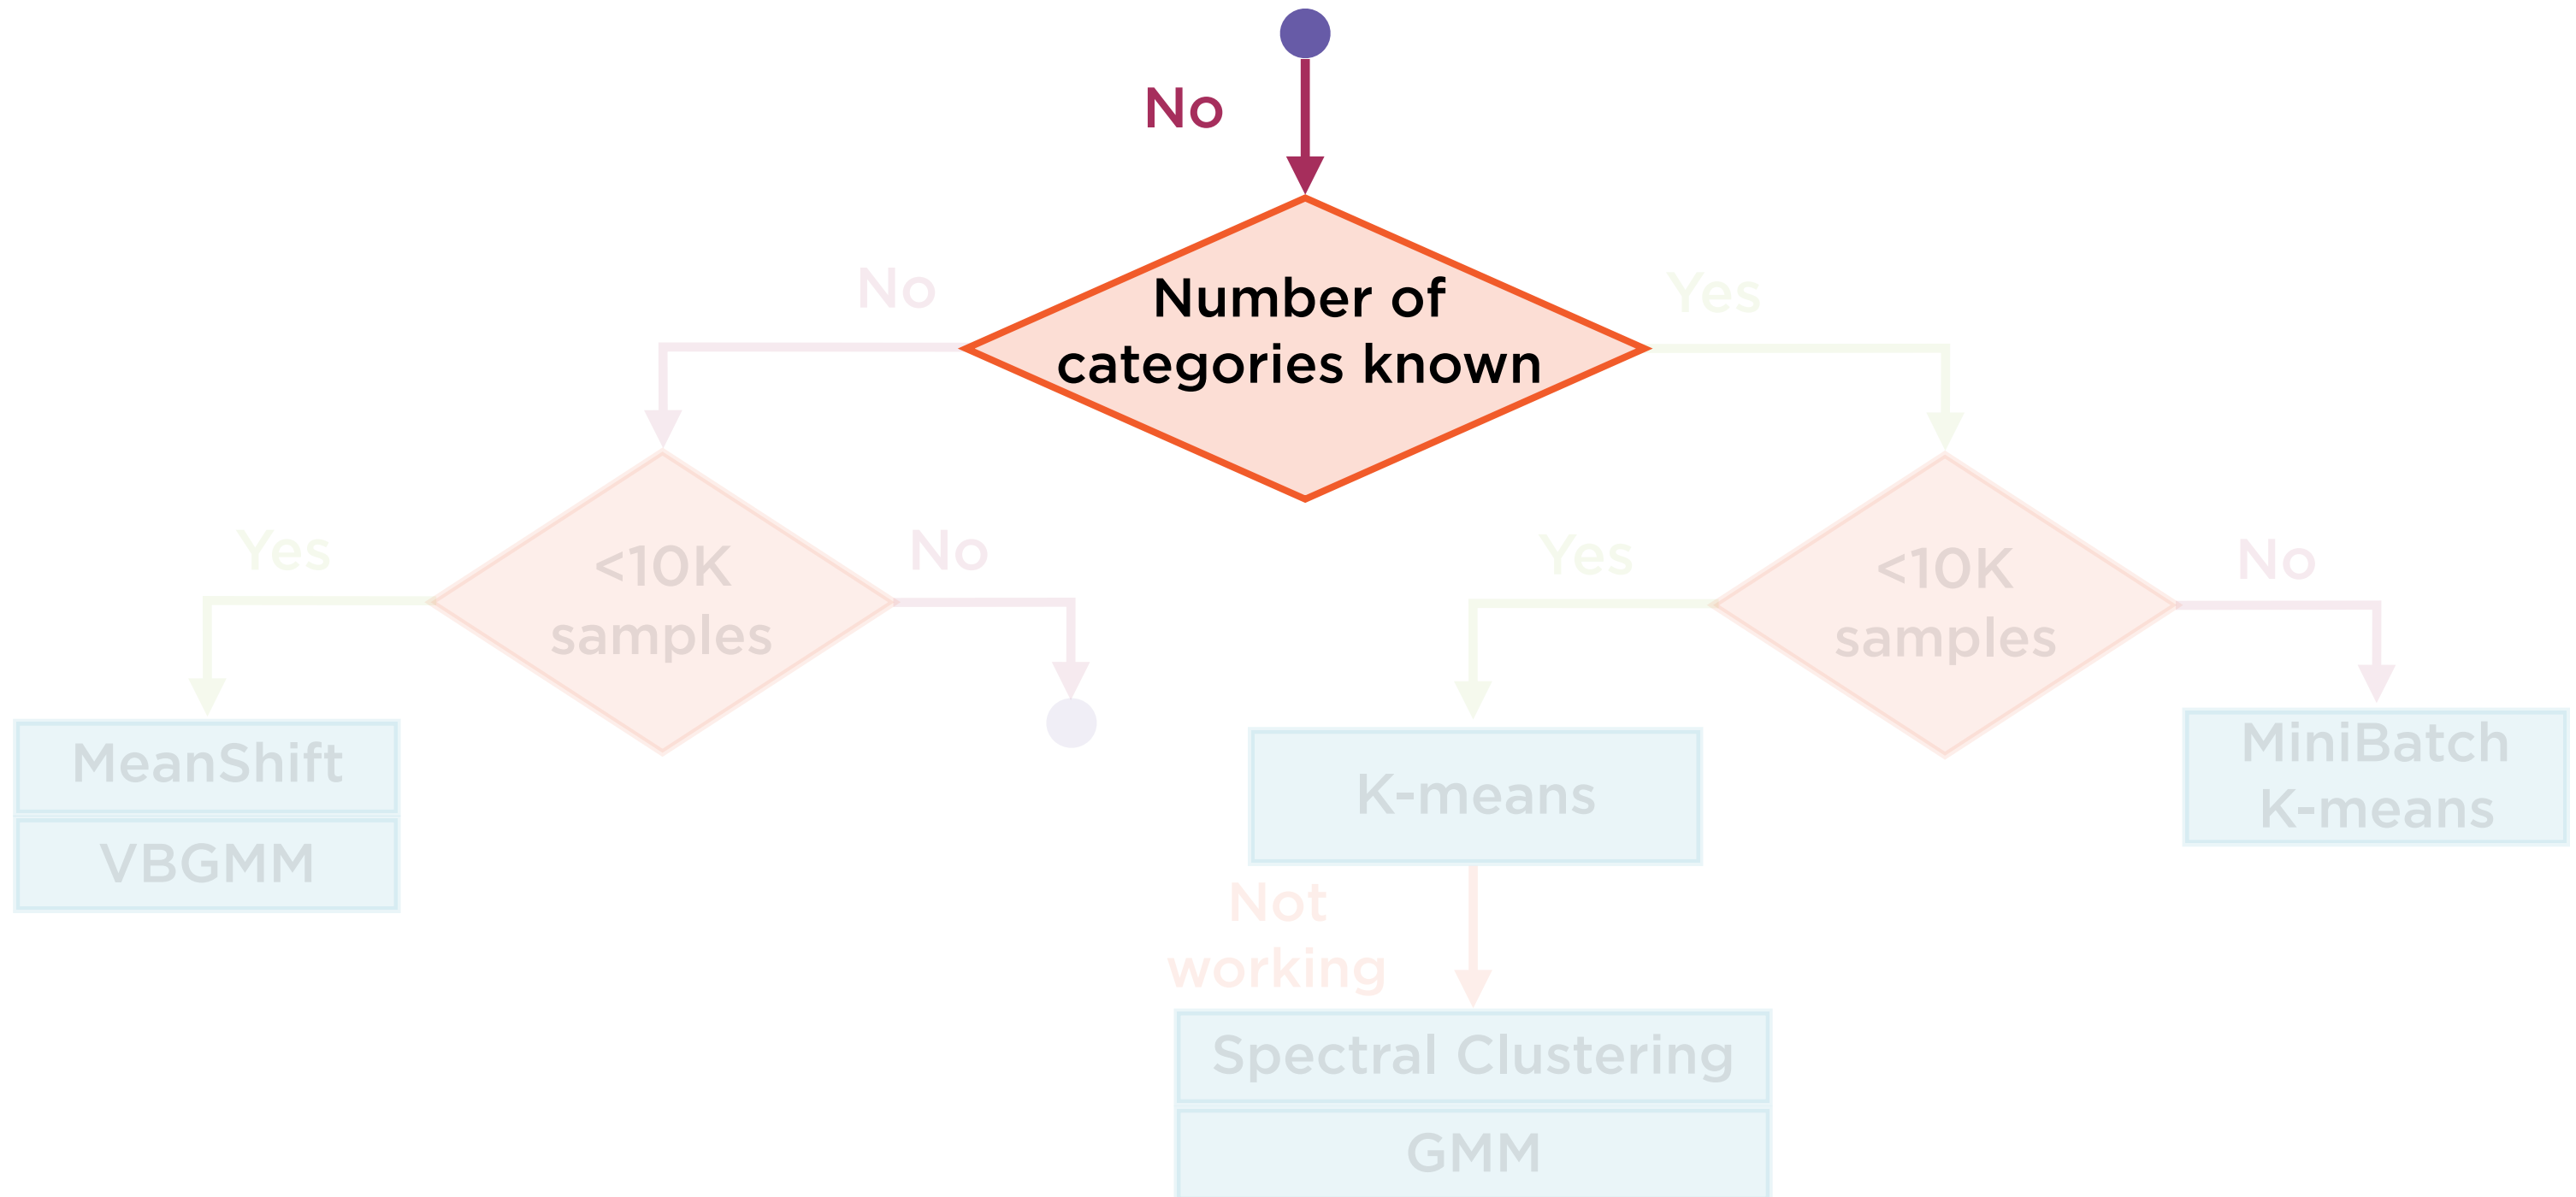 No
Number of
categories known
No
Yes
<10K
samples
Yes
No
<10K
samples
Yes
No
MeanShift
VBGMM
K-means
MiniBatch
K-means
Not
working
Spectral Clustering
GMM